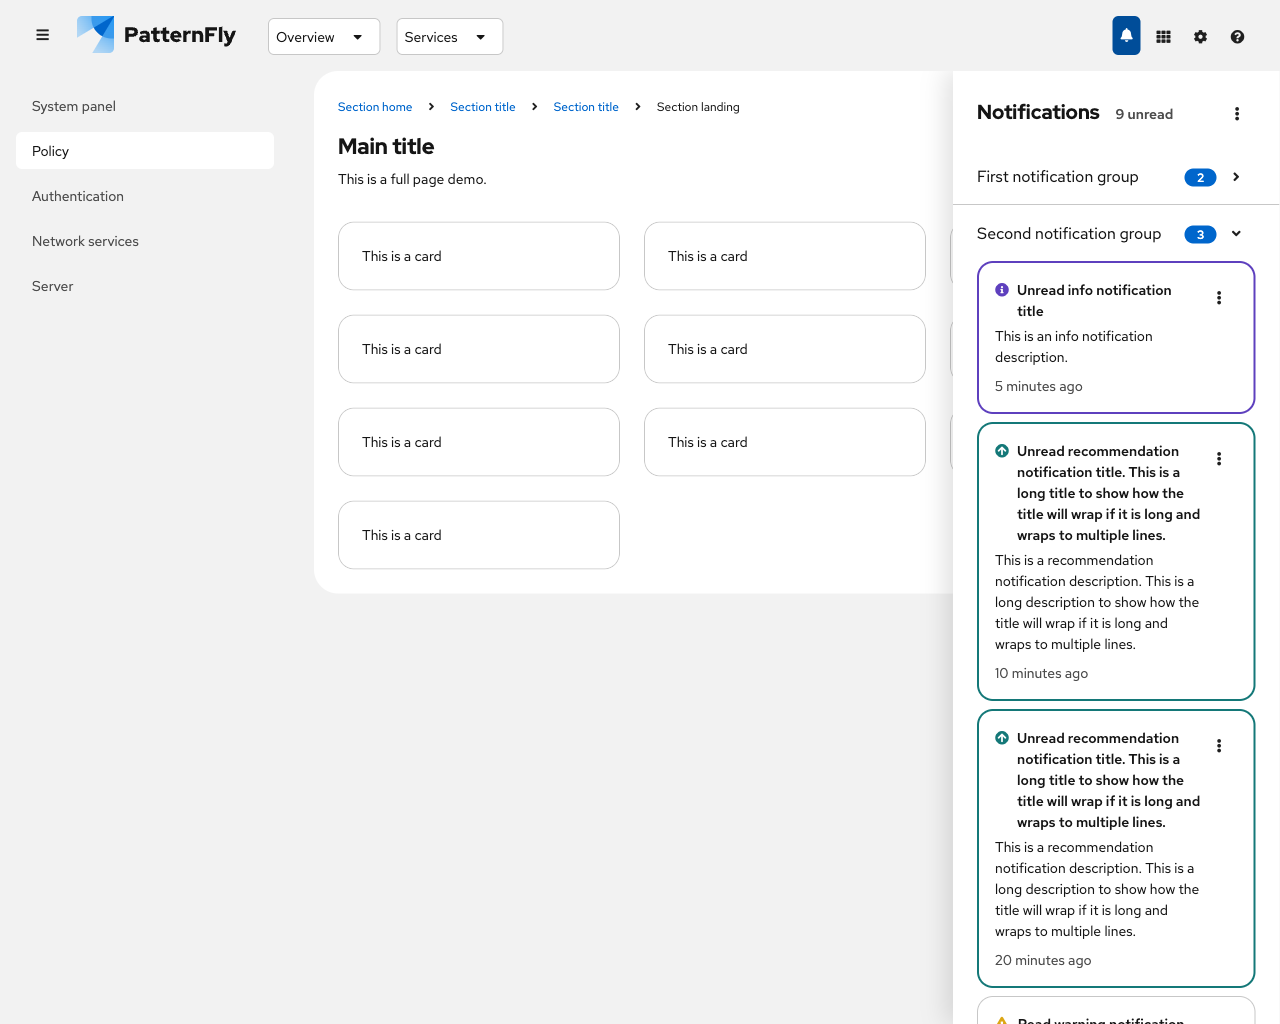 PatternFly
Overview
Services
System panel
Policy
Authentication
Network services
Server
Section home
Section title
Section title
Section landing
Main title
This is a full page demo.
This is a card
This is a card
This is a card
This is a card
This is a card
This is a card
This is a card
Notifications 9 unread
First notification group 2
Second notification group 3
Unread info notification
title
This is an info notification
description.
5 minutes ago
Unread recommendation
notification title. This is a
long title to show how the
title will wrap if it is long and
wraps to multiple lines.
This is a recommendation
notification description. This is a
long description to show how the
title will wrap if it is long and
wraps to multiple lines.
10 minutes ago
Unread recommendation
notification title. This is a
long title to show how the
title will wrap if it is long and
wraps to multiple lines.
This is a recommendation
notification description. This is a
long description to show how the
title will wrap if it is long and
wraps to multiple lines.
20 minutes ago
Read warning notification